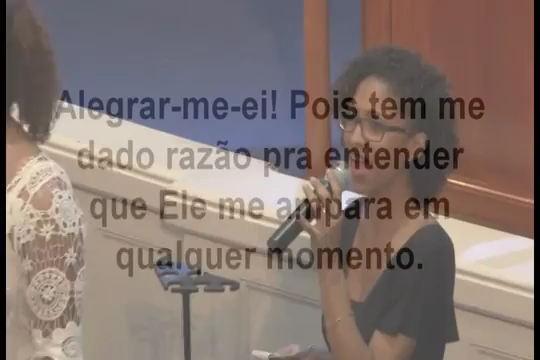 Alegrar-me-ei! Pois tem me
dado razão pra entender
que Ele me ampara em
qualquer momento.